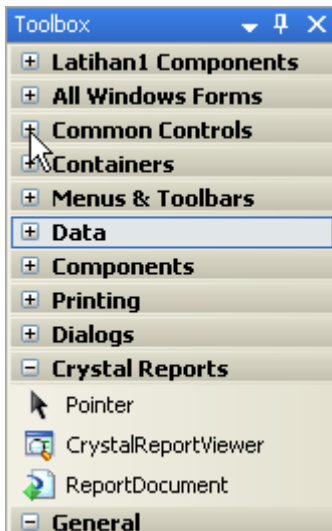 Toolbox
Latihan1 Components
All Windows Forms
Common Controls
Containers
Menus & Toolbars
Data
Components
Printing
Dialogs
Crystal Reports
Pointer
CrystalReportViewer
ReportDocument
General